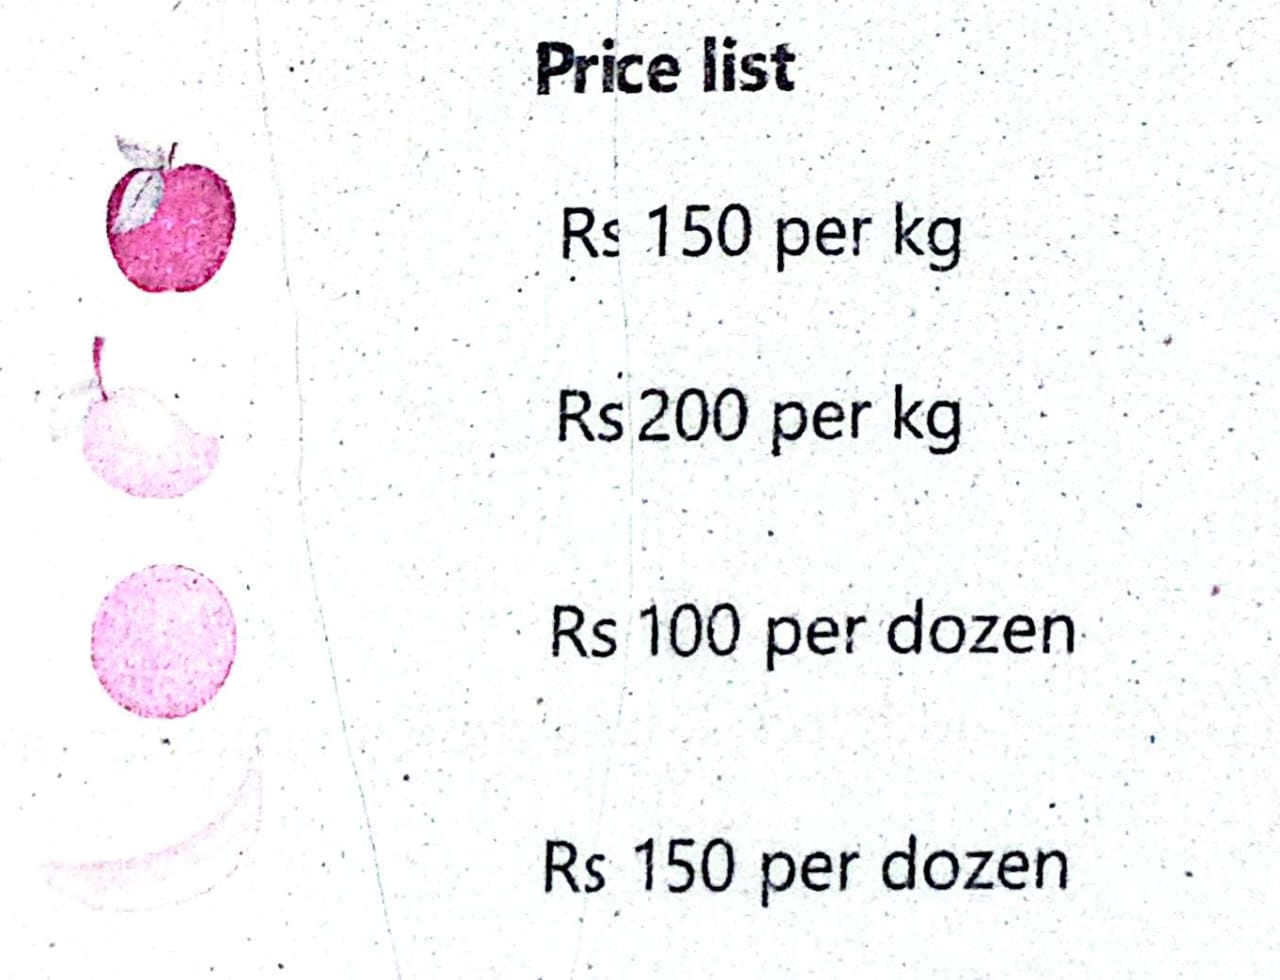 Price list
Rs 150 per kg
Rs 200 per kg
Rs 100 per dozen
Rs 150 per dozen